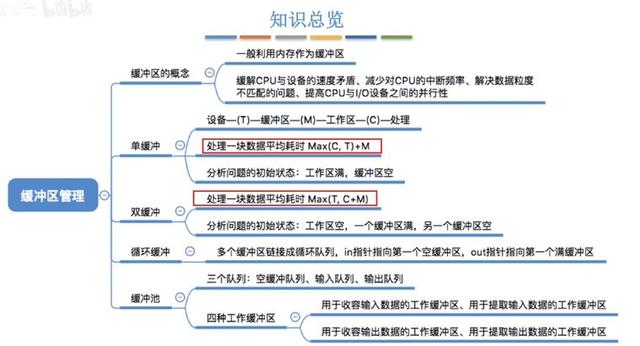 知识总览
一般利用内存作为缓冲区
缓冲区的概念
缓解CPU与设备的速度矛盾、减少对CPU的中断频率、解决数据粒度
不匹配的问题、提高CPU与I/O设备之间的并行性
设备—(T)—缓冲区—(M)—工作区—(C)—处理
单缓冲
处理一块数据平均耗时 Max(C, T)+M
分析问题的初始状态：工作区满，缓冲区空
缓冲区管理
处理一块数据平均耗时 Max(T, C+M)
双缓冲
分析问题的初始状态：工作区空，一个缓冲区满，另一个缓冲区空
循环缓冲
多个缓冲区链接成循环队列，in指针指向第一个空缓冲区，out指针指向第一个满缓冲区
三个队列：空缓冲队列、输入队列、输出队列
缓冲池
用于收容输入数据的工作缓冲区、用于提取输入数据的工作缓冲区
四种工作缓冲区
用于收容输出数据的工作缓冲区、用于提取输出数据的工作缓冲区